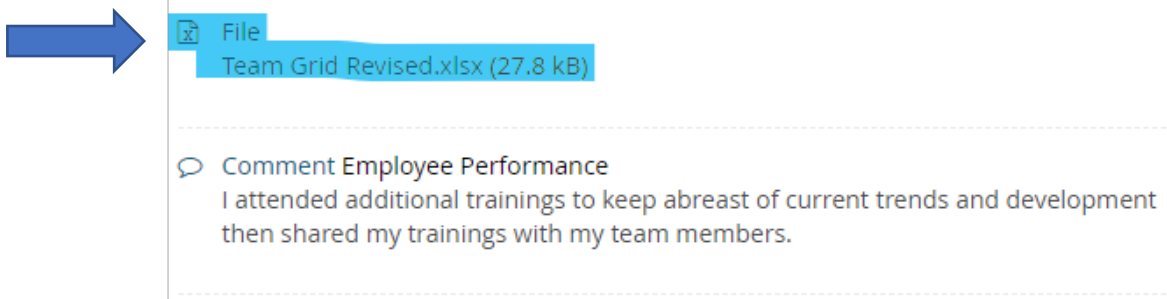 File
Team Grid Revised.xlsx (27.8 kB)
Comment Employee Performance
I attended additional trainings to keep abreast of current trends and development
then shared my trainings with my team members.